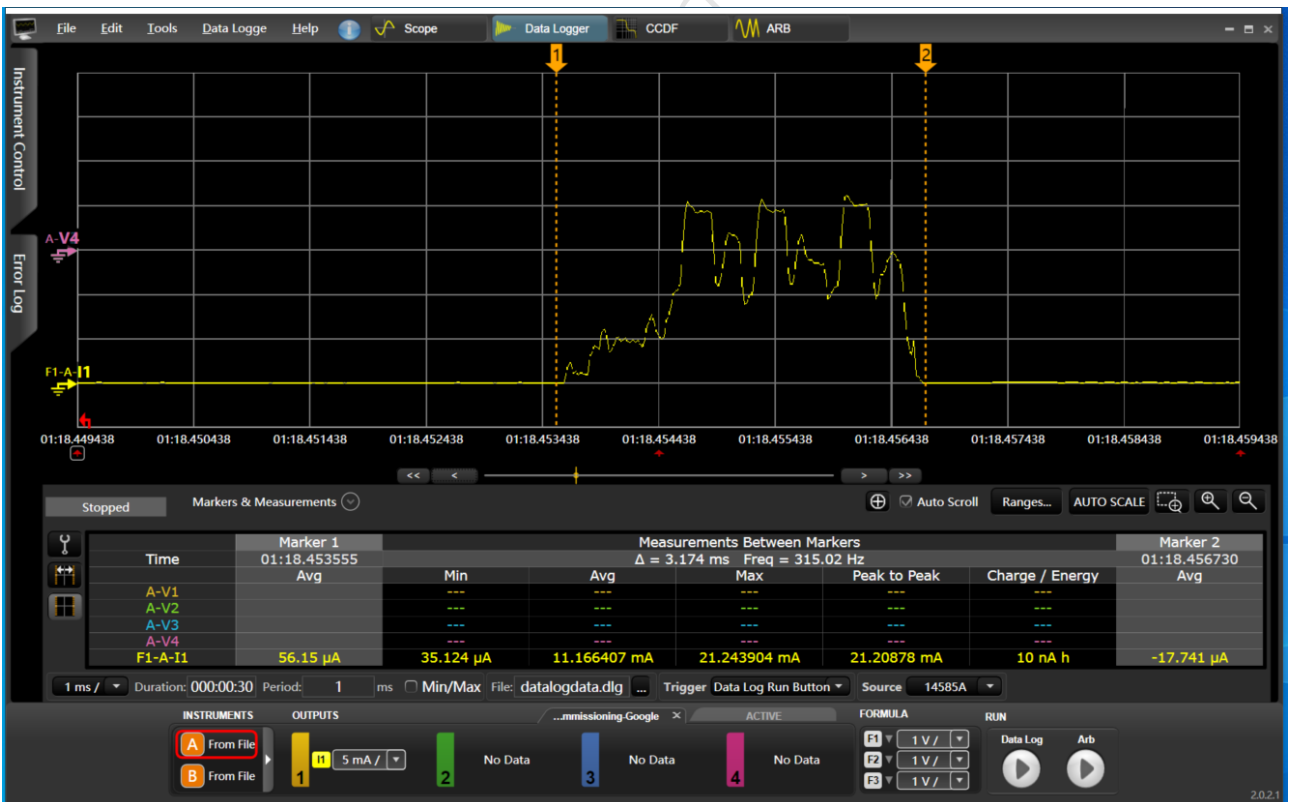 File Edit Tools Data Logge Help i Scope Data Logger CCDF ARB
Instrument Control
Error Log
1 2
A-V4
F1-A-I1
01:18.449438 01:18.450438 01:18.451438 01:18.452438 01:18.453438 01:18.454438 01:18.455438 01:18.456438 01:18.457438 01:18.458438 01:18.459438
<< < > >>
Stopped Markers & Measurements Auto Scroll Ranges... AUTO SCALE
Marker 1 Measurements Between Markers Marker 2
Time 01:18.453555 Δ = 3.174 ms Freq = 315.02 Hz 01:18.456730
Avg Min Avg Max Peak to Peak Charge / Energy Avg
A-V1 --- --- --- --- ---
A-V2 --- --- --- --- ---
A-V3 --- --- --- --- ---
A-V4 --- --- --- --- ---
F1-A-I1 56.15 µA 35.124 µA 11.166407 mA 21.243904 mA 21.20878 mA 10 nA h -17.741 µA
1 ms / Duration: 000:00:30 Period: 1 ms Min/Max File: datalogdata.dlg ... Trigger Data Log Run Button Source 14585A
INSTRUMENTS OUTPUTS ...mmissioning-Google × ACTIVE FORMULA RUN
A From File F1 1 V / Data Log Arb
1 I1 5 mA / 2 No Data 3 No Data 4 No Data F2 1 V /
B From File F3 1 V /
2.0.2.1